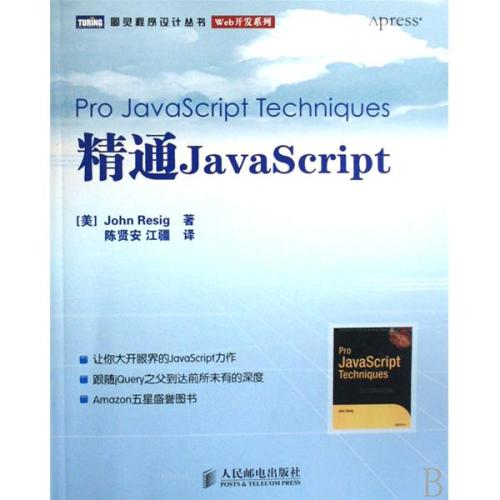 TURING 图灵程序设计丛书 Web开发系列
Apress®
Pro JavaScript Techniques
精通JavaScript
[美] John Resig 著
陈贤安 江疆 译
让你大开眼界的JavaScript力作
跟随jQuery之父到达前所未有的深度
Amazon五星盛誉图书
Pro
JavaScript
Techniques
John Resig
Apress
人民邮电出版社
POSTS & TELECOM PRESS
B